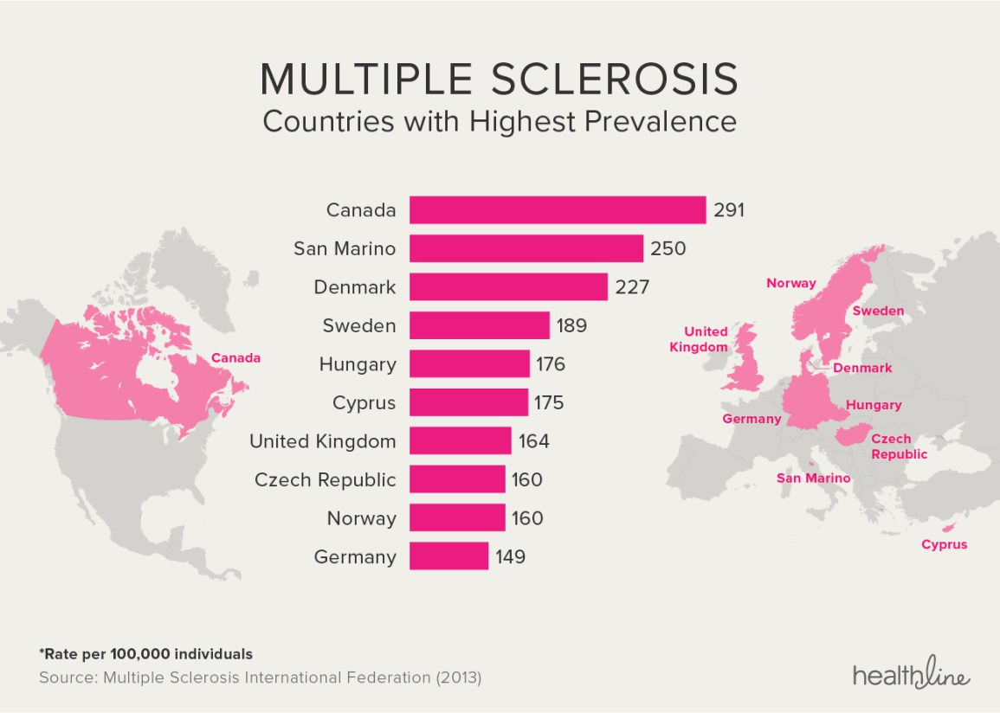 MULTIPLE SCLEROSIS
Countries with Highest Prevalence
Canada 291
San Marino 250
Denmark 227
Sweden 189
Hungary 176
Cyprus 175
United Kingdom 164
Czech Republic 160
Norway 160
Germany 149
Canada
Norway
Sweden
United
Kingdom
Denmark
Hungary
Germany
Czech
Republic
San Marino
Cyprus
*Rate per 100,000 individuals
Source: Multiple Sclerosis International Federation (2013)
healthline